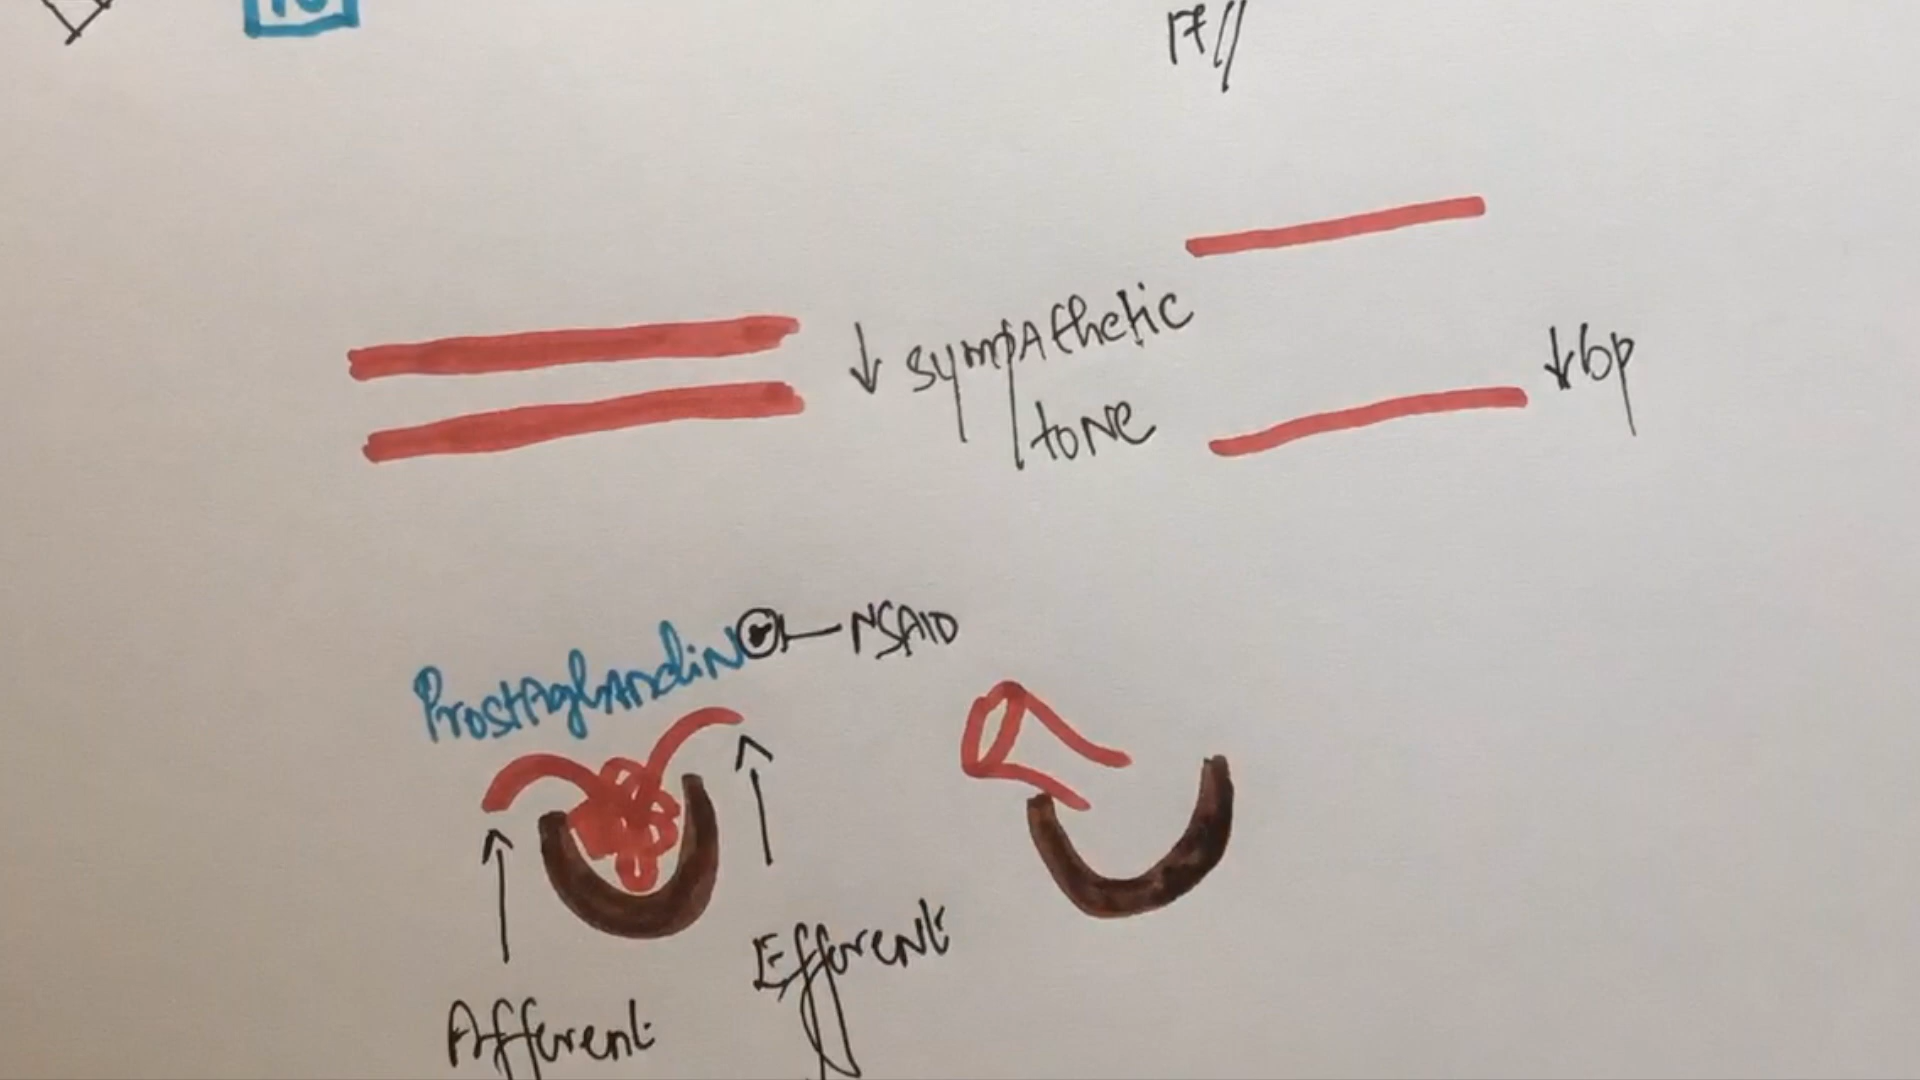 ↓ sympathetic
tone
↓ bp
Prostaglandin
NSAID
Afferent
Efferent